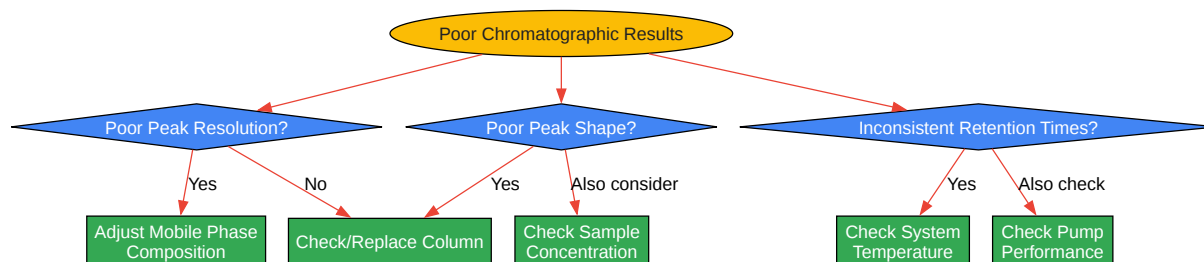 Poor Chromatographic Results
Poor Peak Resolution?
Poor Peak Shape?
Inconsistent Retention Times?
Yes
No
Yes
Also consider
Yes
Also check
Adjust Mobile Phase
Composition
Check/Replace Column
Check Sample
Concentration
Check System
Temperature
Check Pump
Performance